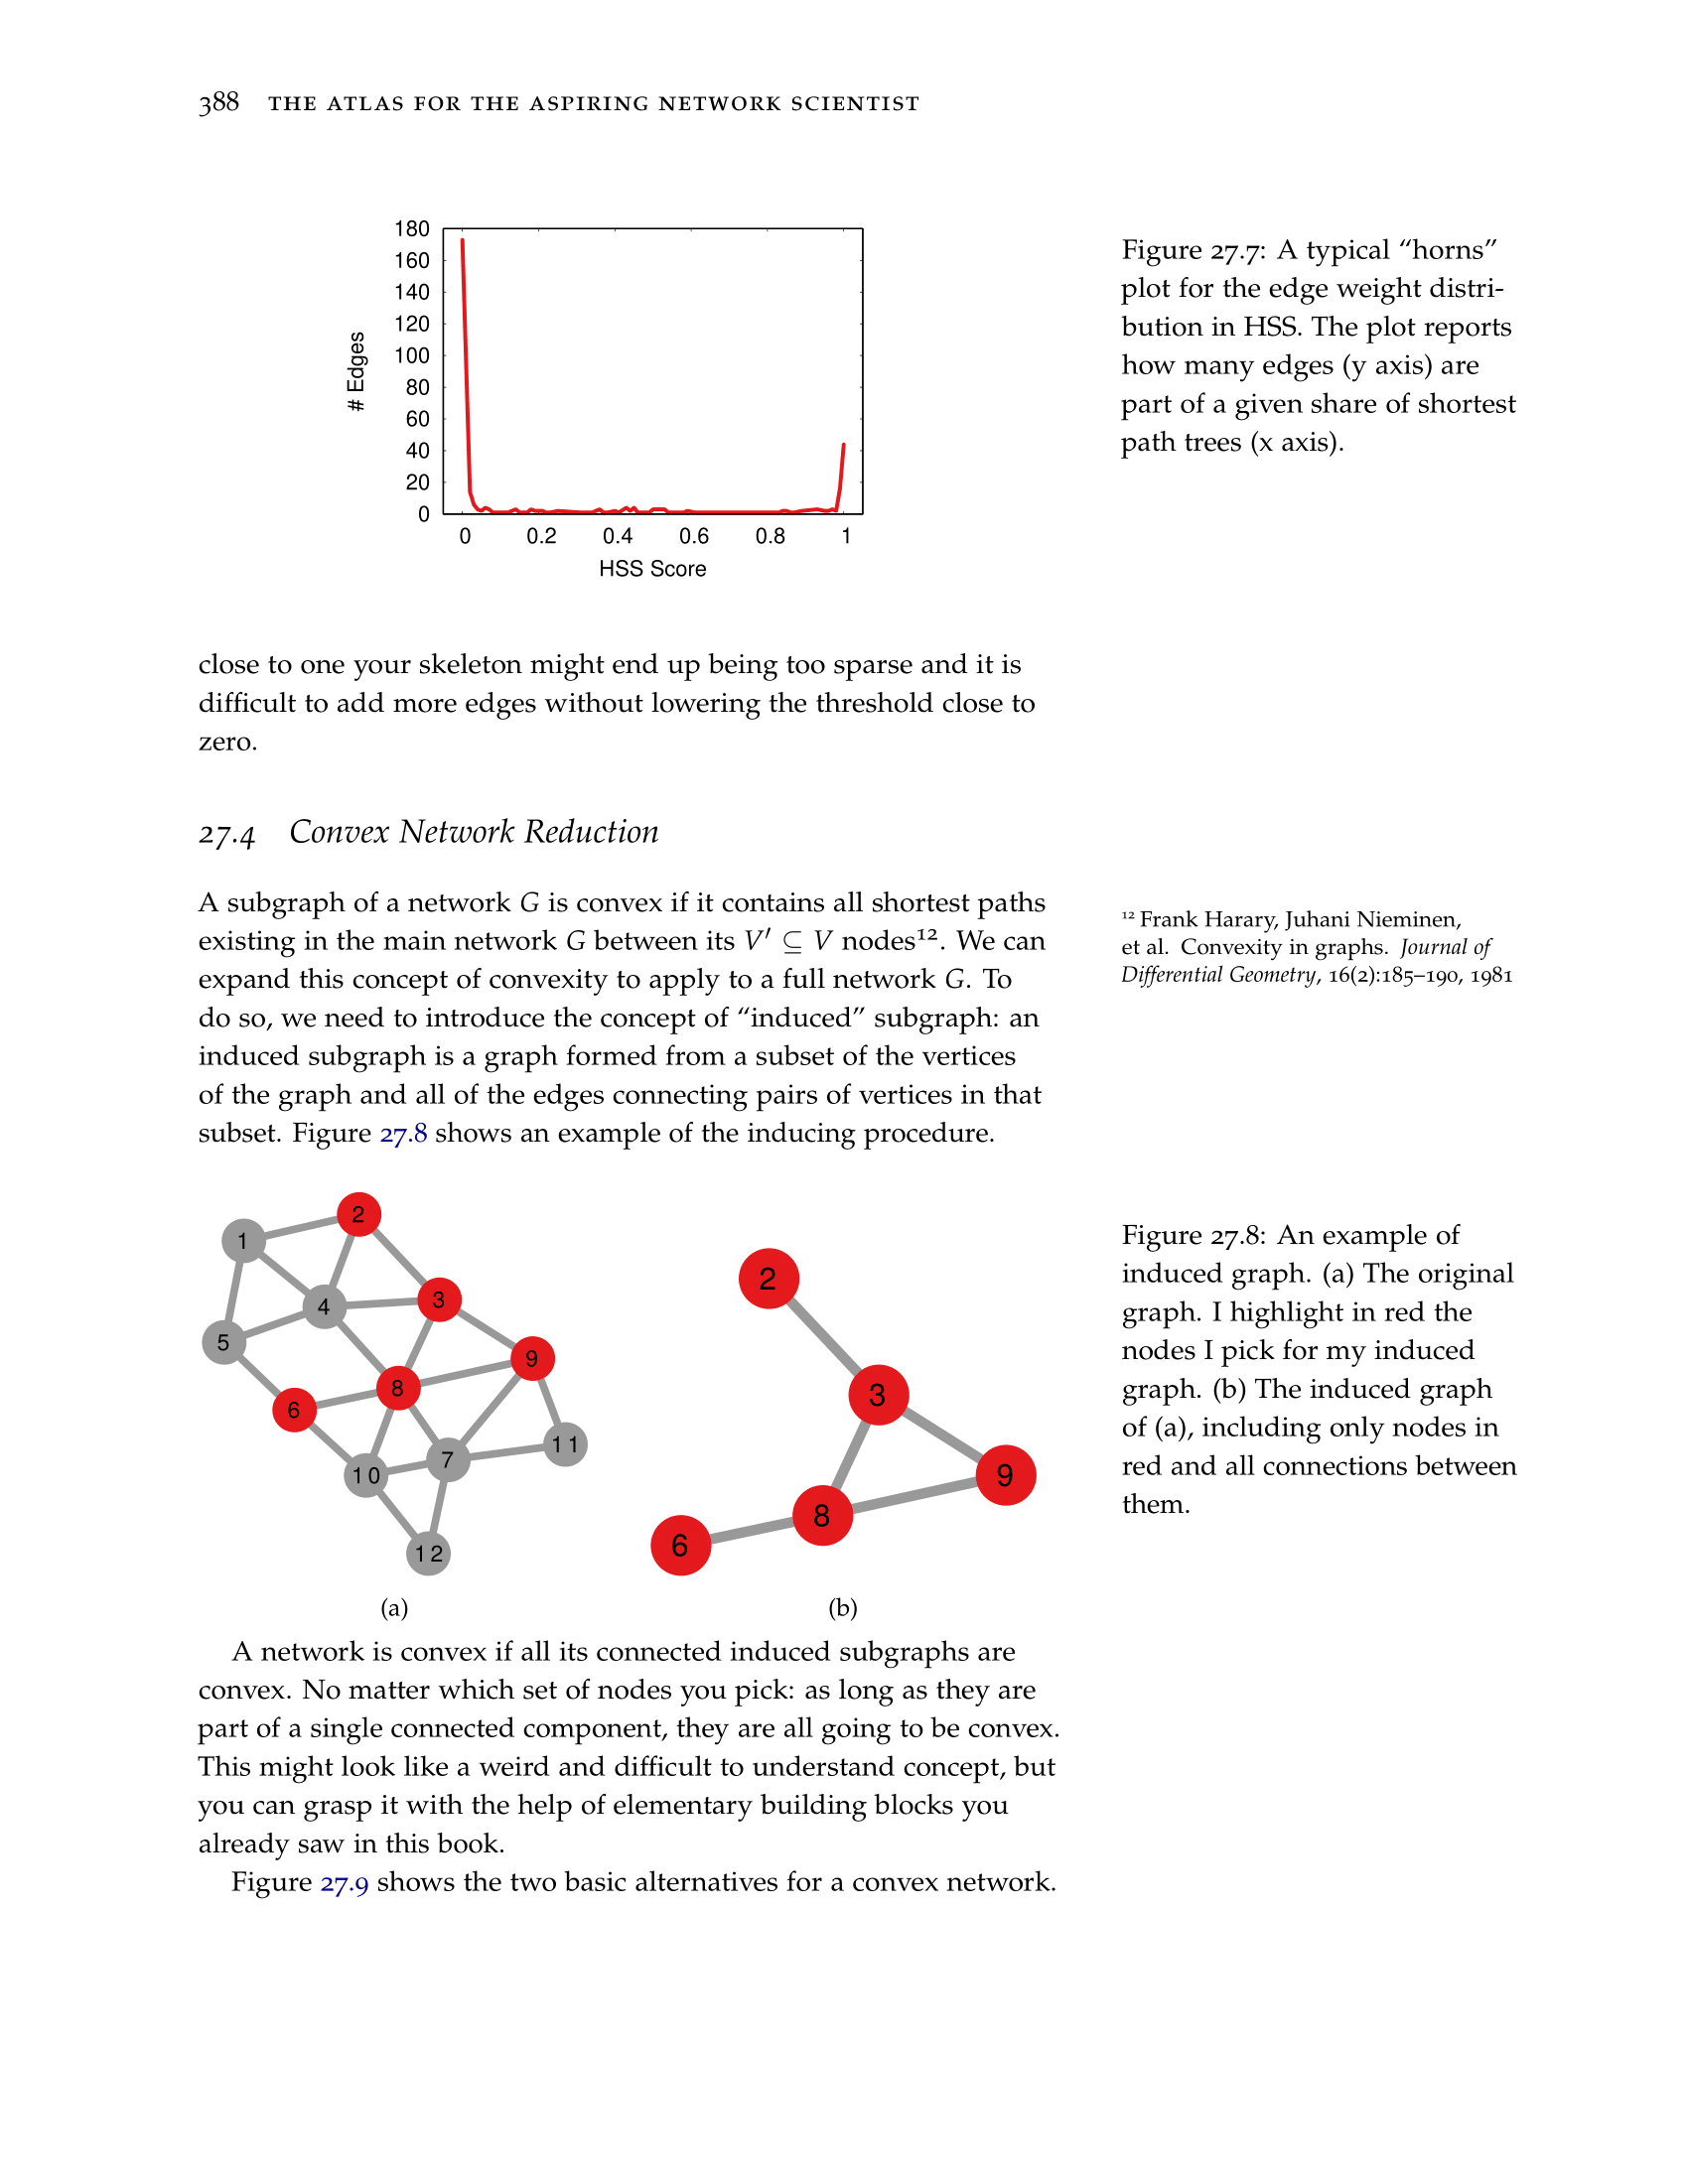 388 THE ATLAS FOR THE ASPIRING NETWORK SCIENTIST
180
160
140
120
100
80
60
40
20
0
# Edges
0 0.2 0.4 0.6 0.8 1
HSS Score
Figure 27.7: A typical “horns”
plot for the edge weight distri-
bution in HSS. The plot reports
how many edges (y axis) are
part of a given share of shortest
path trees (x axis).
close to one your skeleton might end up being too sparse and it is
difficult to add more edges without lowering the threshold close to
zero.
27.4 Convex Network Reduction
A subgraph of a network G is convex if it contains all shortest paths
existing in the main network G between its V′ ⊆ V nodes¹². We can
expand this concept of convexity to apply to a full network G. To
do so, we need to introduce the concept of “induced” subgraph: an
induced subgraph is a graph formed from a subset of the vertices
of the graph and all of the edges connecting pairs of vertices in that
subset. Figure 27.8 shows an example of the inducing procedure.
¹² Frank Harary, Juhani Nieminen,
et al. Convexity in graphs. Journal of
Differential Geometry, 16(2):185–190, 1981
1
2
3
4
5
6
7
8
9
10
11
12
(a)
2
3
9
8
6
(b)
Figure 27.8: An example of
induced graph. (a) The original
graph. I highlight in red the
nodes I pick for my induced
graph. (b) The induced graph
of (a), including only nodes in
red and all connections between
them.
A network is convex if all its connected induced subgraphs are
convex. No matter which set of nodes you pick: as long as they are
part of a single connected component, they are all going to be convex.
This might look like a weird and difficult to understand concept, but
you can grasp it with the help of elementary building blocks you
already saw in this book.
Figure 27.9 shows the two basic alternatives for a convex network.